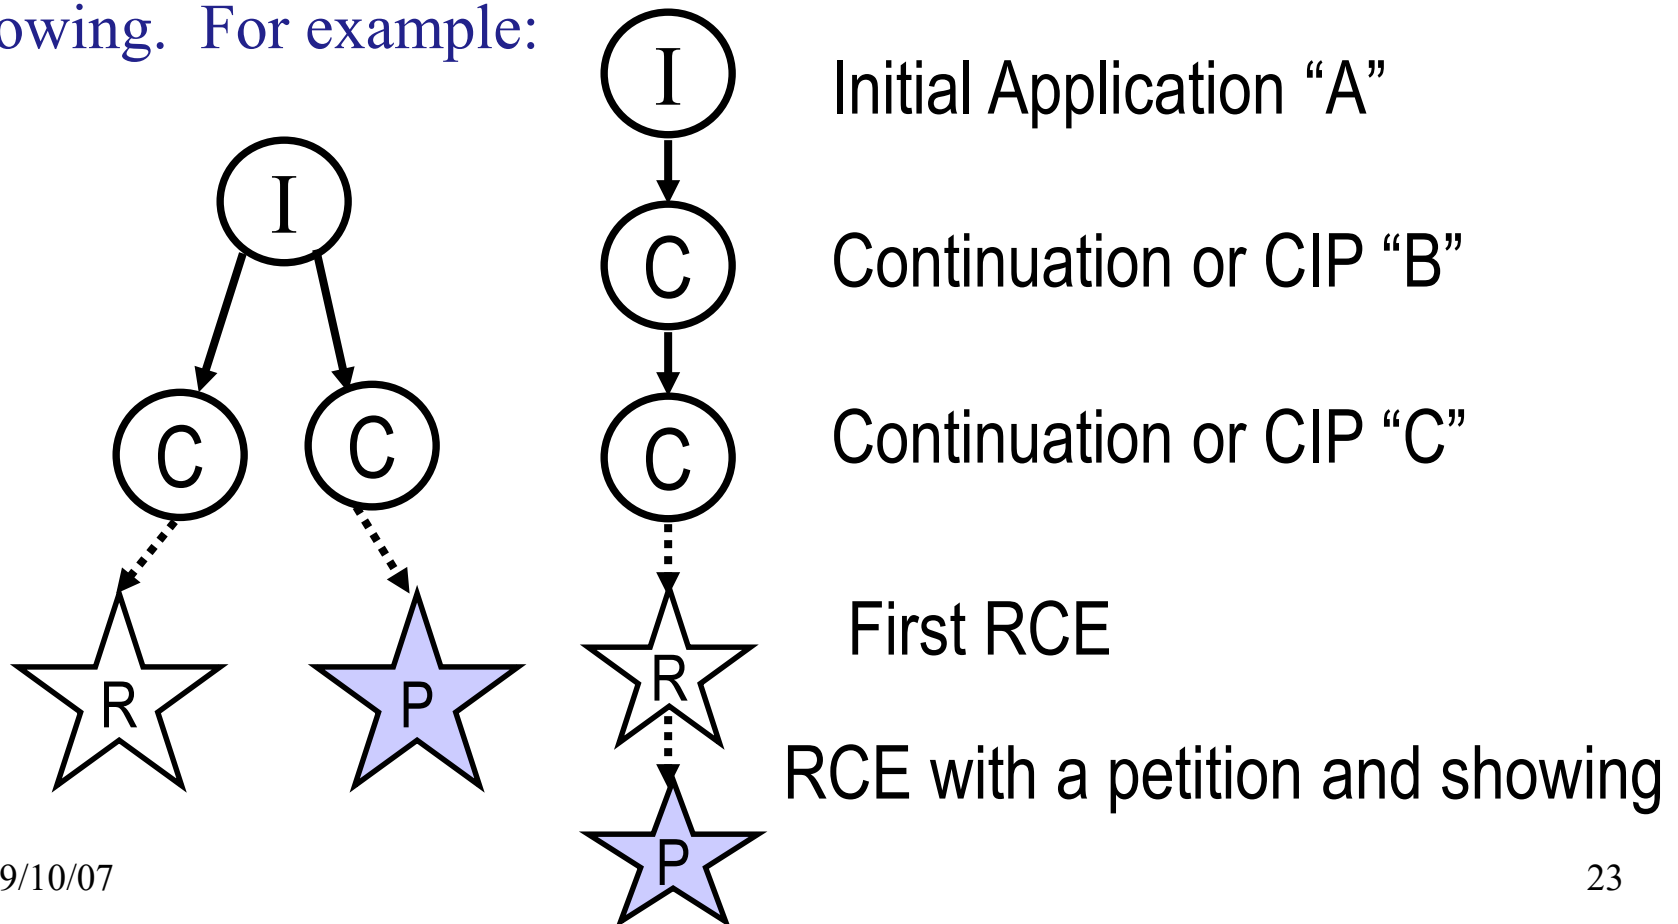 owing. For example:
I
Initial Application “A”
I
C
Continuation or CIP “B”
C
C
C
Continuation or CIP “C”
First RCE
R
P
R
RCE with a petition and showing
P
9/10/07
23